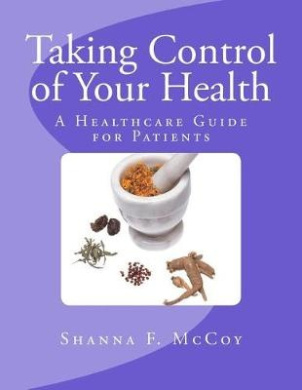 Taking Control
of Your Health
A Healthcare Guide
for Patients
Shanna F. McCoy